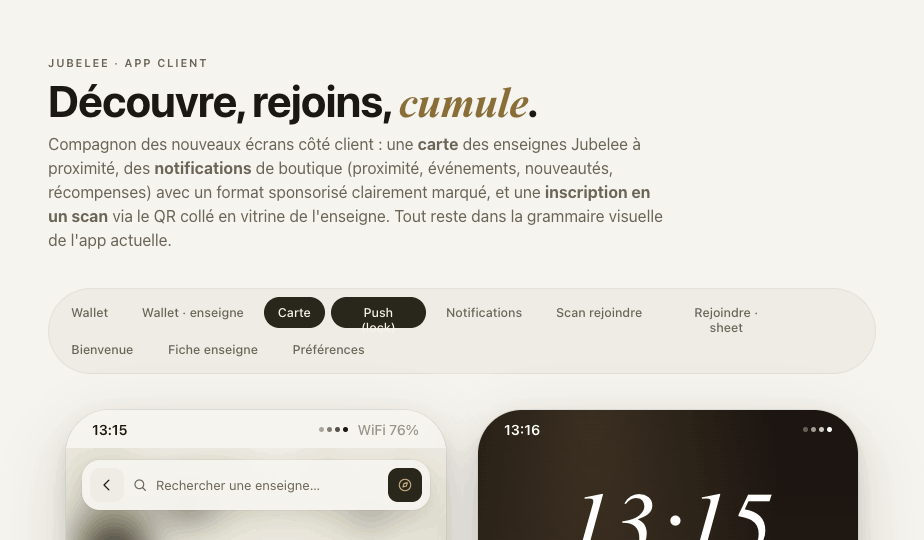 JUBELEE · APP CLIENT
Découvre, rejoins, cumule.
Compagnon des nouveaux écrans côté client : une carte des enseignes Jubelee à
proximité, des notifications de boutique (proximité, événements, nouveautés,
récompenses) avec un format sponsorisé clairement marqué, et une inscription en
un scan via le QR collé en vitrine de l'enseigne. Tout reste dans la grammaire visuelle
de l'app actuelle.
Wallet
Wallet · enseigne
Carte
Push
(lock)
Notifications
Scan rejoindre
Rejoindre ·
sheet
Bienvenue
Fiche enseigne
Préférences
13:15
WiFi 76%
Rechercher une enseigne...
13:16
13:15